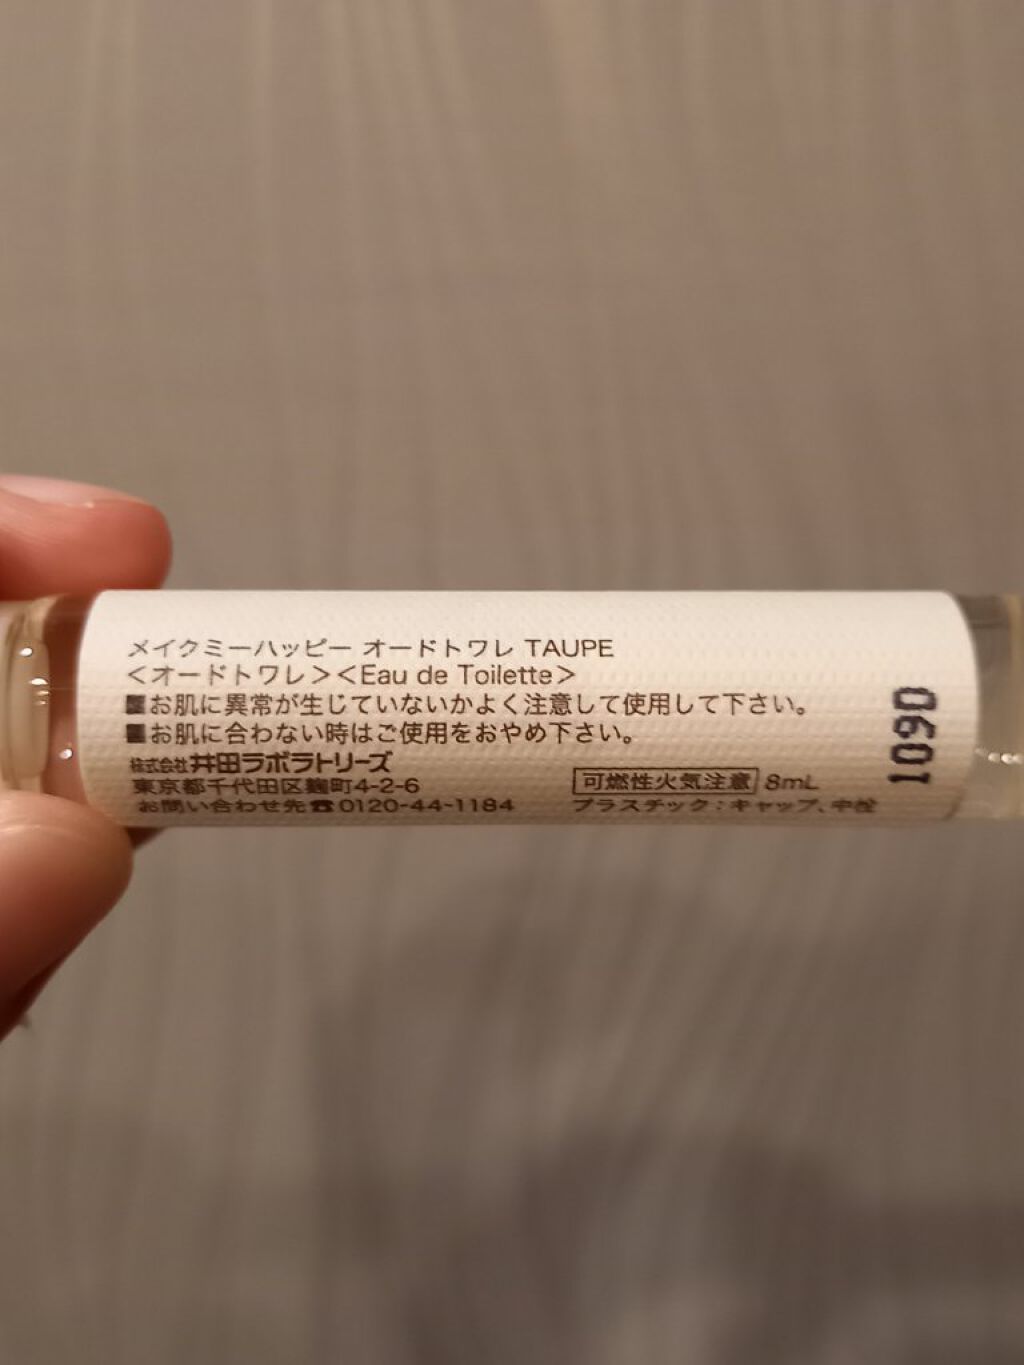 メイクミーハッピー オードトワレ TAUPE
＜オードトワレ＞＜Eau de Toilette＞
■お肌に異常が生じていないかよく注意して使用して下さい。
■お肌に合わない時はご使用をおやめ下さい。
株式会社井田ラボラトリーズ
東京都千代田区麹町4-2-6
お問い合わせ先☎0120-44-1184
可燃性火気注意 8mL
プラスチック：キャップ、中栓
1090